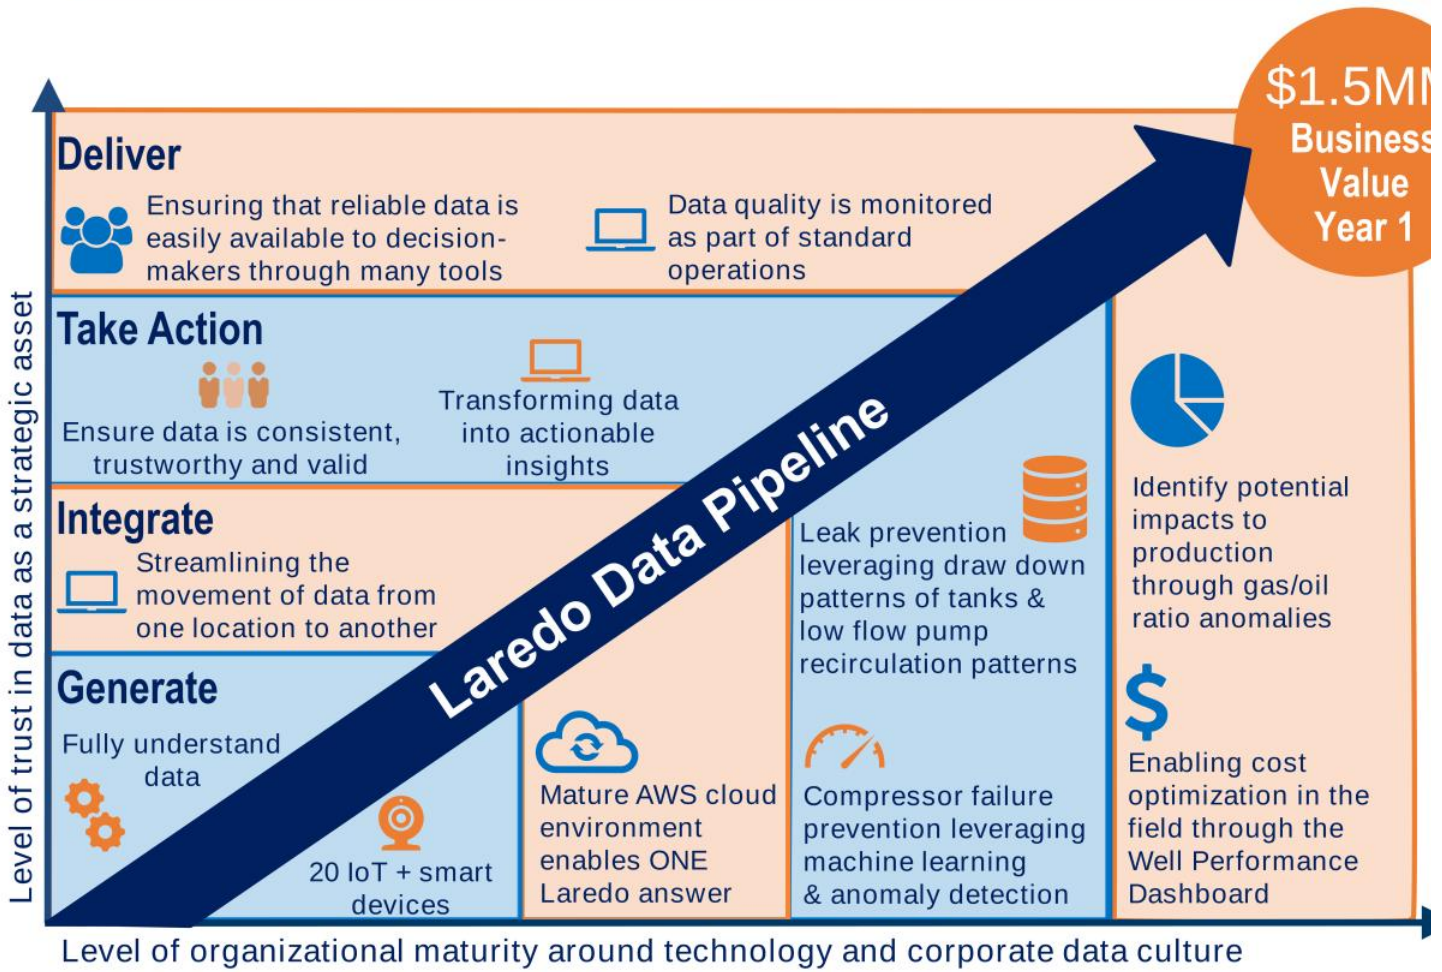 $1.5MM
Business
Value
Year 1
Deliver
Ensuring that reliable data is
easily available to decision-
makers through many tools
Data quality is monitored
as part of standard
operations
Take Action
Ensure data is consistent,
trustworthy and valid
Transforming data
into actionable
insights
Integrate
Streamlining the
movement of data from
one location to another
Generate
Fully understand
data
20 IoT + smart
devices
Laredo Data Pipeline
Mature AWS cloud
environment
enables ONE
Laredo answer
Leak prevention
leveraging draw down
patterns of tanks &
low flow pump
recirculation patterns
Compressor failure
prevention leveraging
machine learning
& anomaly detection
Identify potential
impacts to
production
through gas/oil
ratio anomalies
Enabling cost
optimization in the
field through the
Well Performance
Dashboard
Level of trust in data as a strategic asset
Level of organizational maturity around technology and corporate data culture